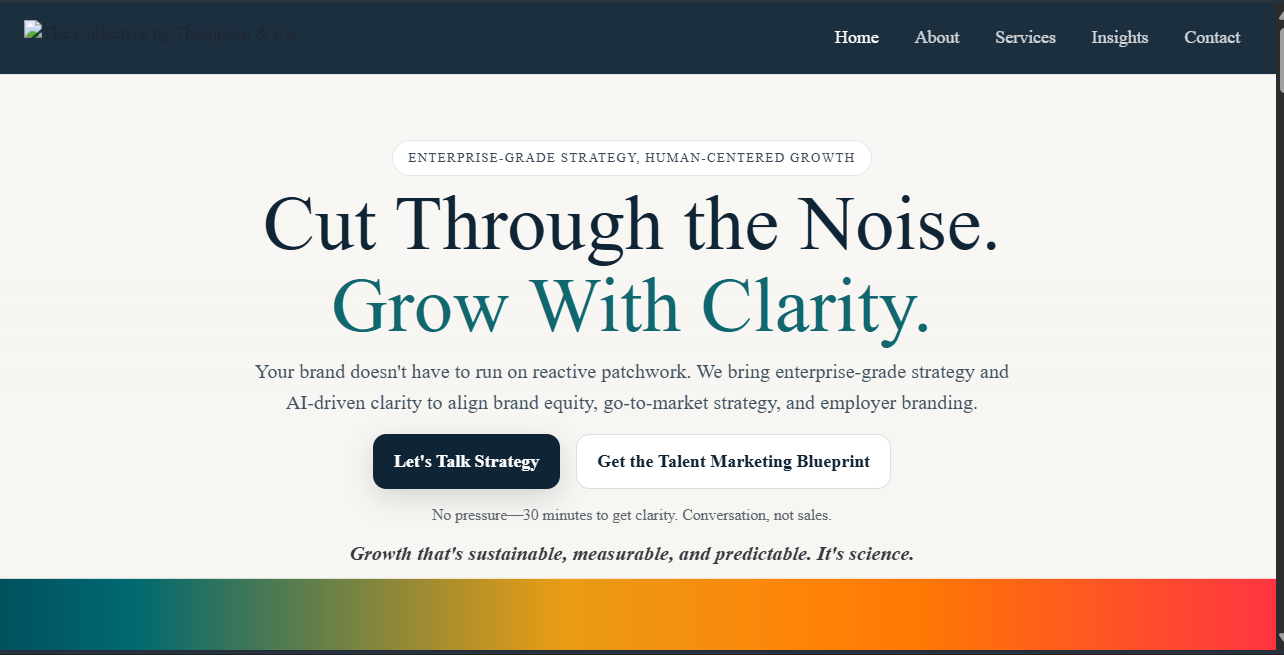 The Collective by Thompson & Co
Home About Services Insights Contact
ENTERPRISE-GRADE STRATEGY, HUMAN-CENTERED GROWTH
Cut Through the Noise.
Grow With Clarity.
Your brand doesn't have to run on reactive patchwork. We bring enterprise-grade strategy and
AI-driven clarity to align brand equity, go-to-market strategy, and employer branding.
Let's Talk Strategy
Get the Talent Marketing Blueprint
No pressure—30 minutes to get clarity. Conversation, not sales.
Growth that's sustainable, measurable, and predictable. It's science.